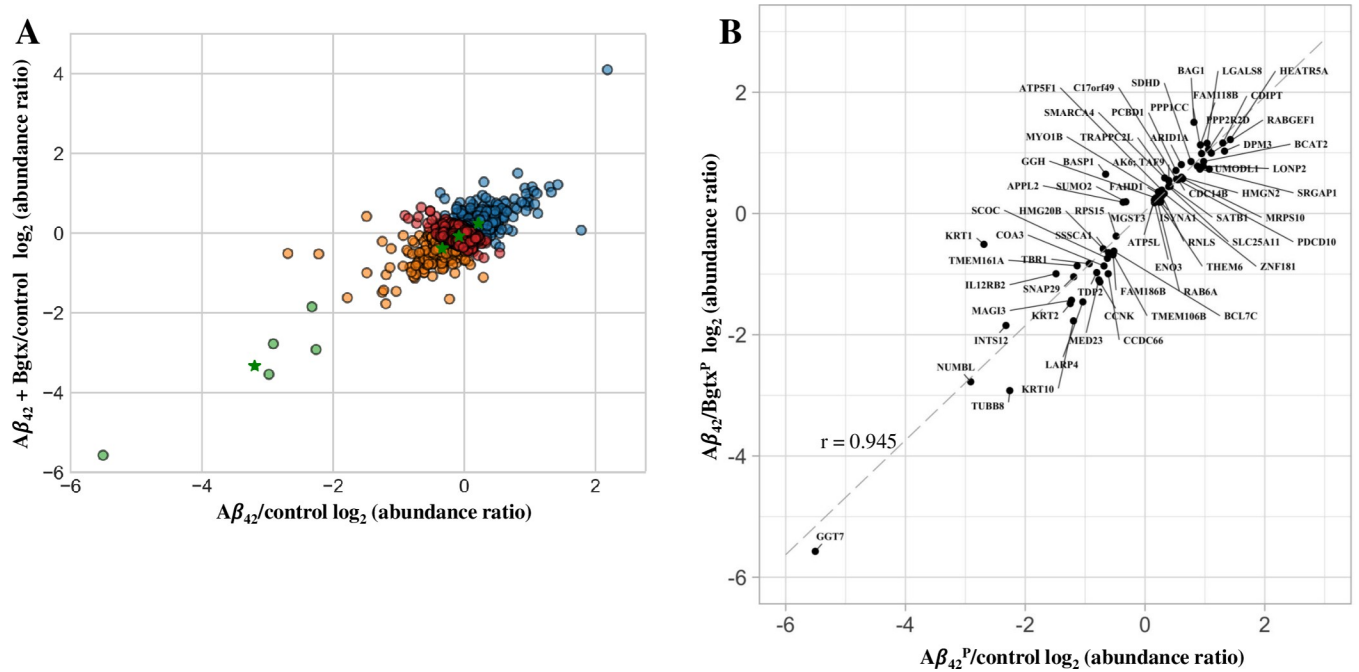 A
Aβ₄₂ + Bgtx/control log₂ (abundance ratio)
4
2
0
−2
−4
−6
−6
−4
−2
0
2
Aβ₄₂/control log₂ (abundance ratio)
B
Aβ₄₂/Bgtxᴾ log₂ (abundance ratio)
2
0
-2
-4
-6
BAG1
LGALS8
HEATR5A
SDHD
ATP5F1
C17orf49
FAM118B
CDIPT
SMARCA4
PCBD1
PPP1CC
PPP2R2D
RABGEF1
MYO1B
TRAPPC2L
ARID1A
DPM3
BCAT2
GGH
BASP1
AK6; TAF9
TUMODL1
LONP2
APPL2
SUMO2
FAHD1
CDC14B
HMGN2
SRGAP1
SCOC
HMG20B
RPS15
MGST3
ISYNA1
SATB1
MRPS10
KRT1
COA3
SSSCA1
ATP5L
RNLS
SLC25A11
PDCD10
TMEM161A
TBR1
ENO3
THEM6
ZNF181
IL12RB2
SNAP29
TDP2
FAM186B
RAB6A
MAGI3
KRT2
CCNK
TMEM106B
BCL7C
INTS12
MED23
CCDC66
NUMBL
LARP4
KRT10
TUBB8
r = 0.945
GGT7
-6
-4
-2
0
2
Aβ₄₂ᴾ/control log₂ (abundance ratio)